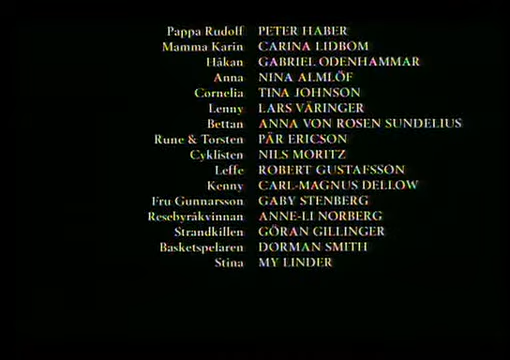 Pappa Rudolf PETER HABER
Mamma Karin CARINA LIDBOM
Håkan GABRIEL ODENHAMMAR
Anna NINA ALMLÖF
Cornelia TINA JOHNSON
Lenny LARS VÄRINGER
Bettan ANNA VON ROSEN SUNDELIUS
Rune & Torsten PÄR ERICSON
Cyklisten NILS MORITZ
Leffe ROBERT GUSTAFSSON
Kenny CARL-MAGNUS DELLOW
Fru Gunnarsson GABY STENBERG
Resebyråkvinnan ANNE-LI NORBERG
Strandkillen GÖRAN GILLINGER
Basketspelaren DORMAN SMITH
Stina MY LINDER